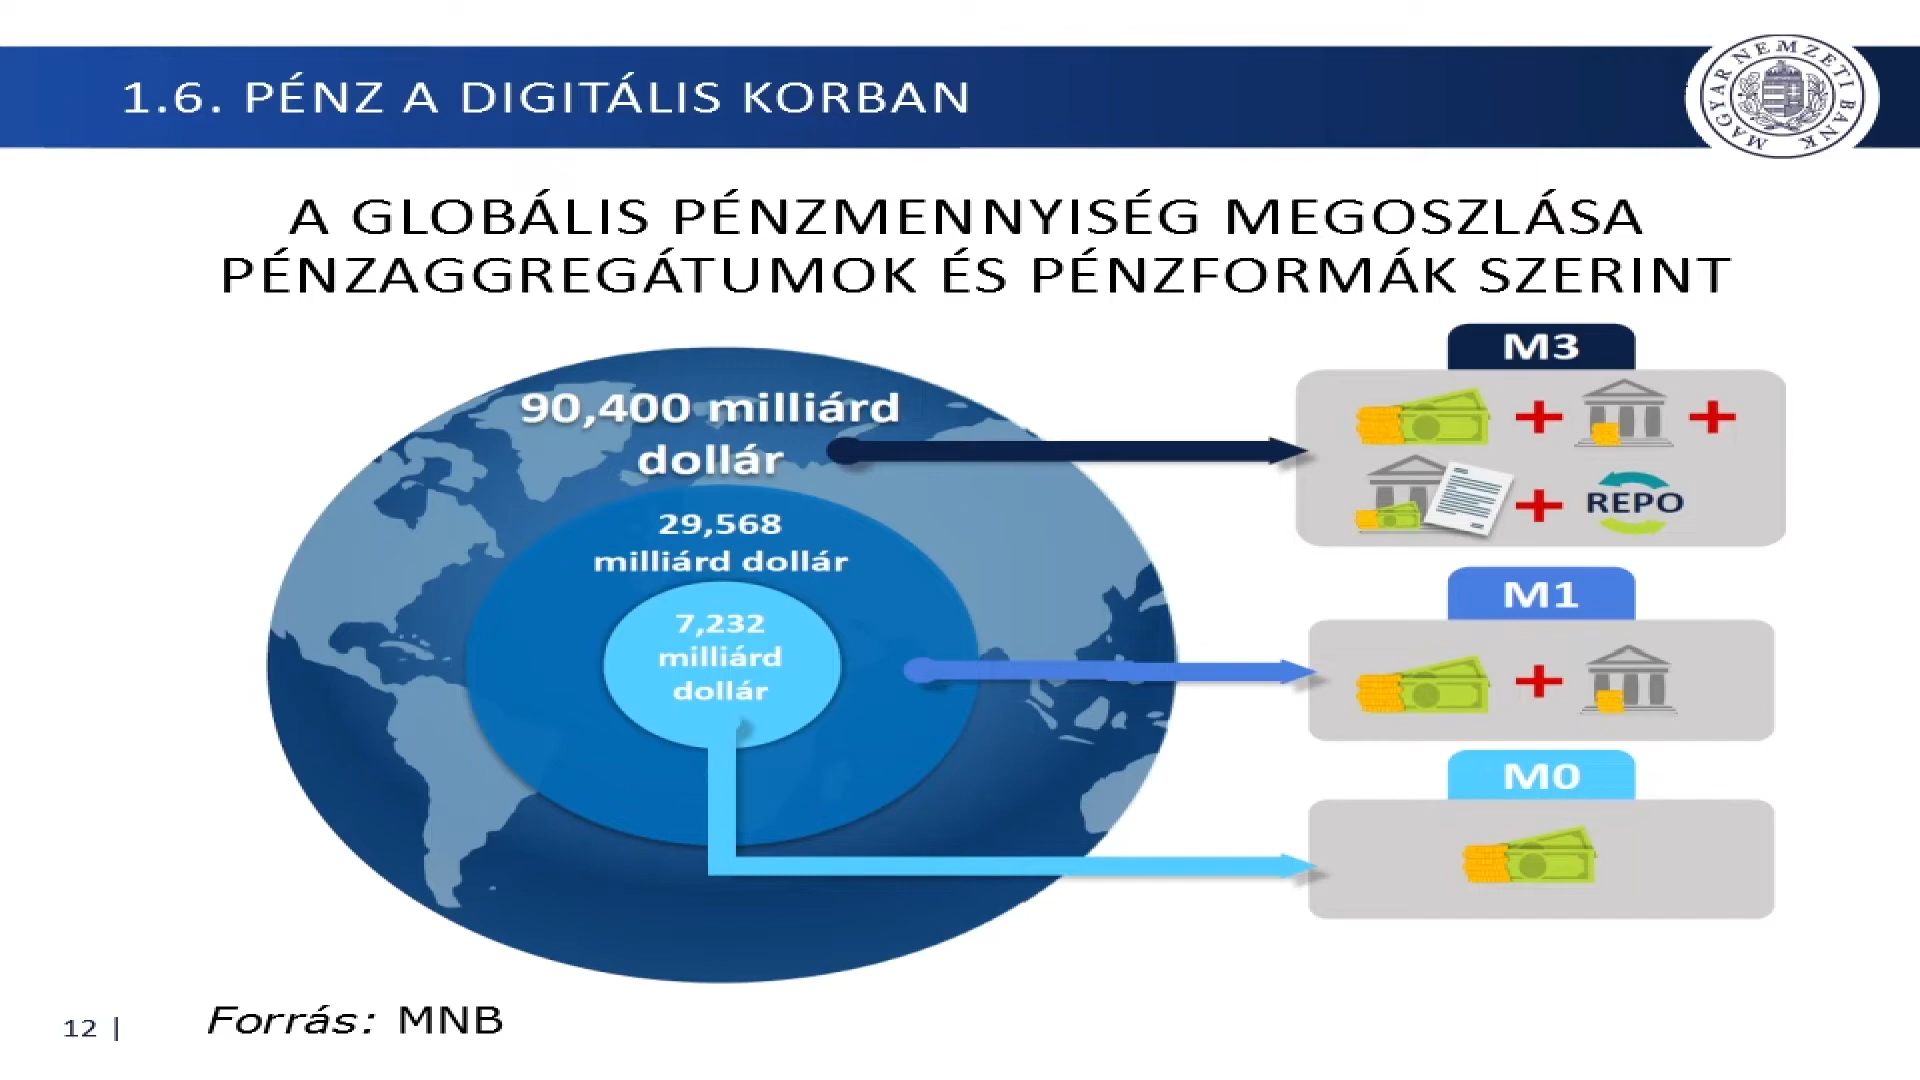 1.6. PÉNZ A DIGITÁLIS KORBAN
MAGYAR NEMZETI BANK
A GLOBÁLIS PÉNZMENNYISÉG MEGOSZLÁSA
PÉNZAGGREGÁTUMOK ÉS PÉNZFORMÁK SZERINT
90,400 milliárd
dollár
29,568
milliárd dollár
7,232
milliárd
dollár
M3
+ +
+ REPO
M1
+
M0
12 |
Forrás: MNB